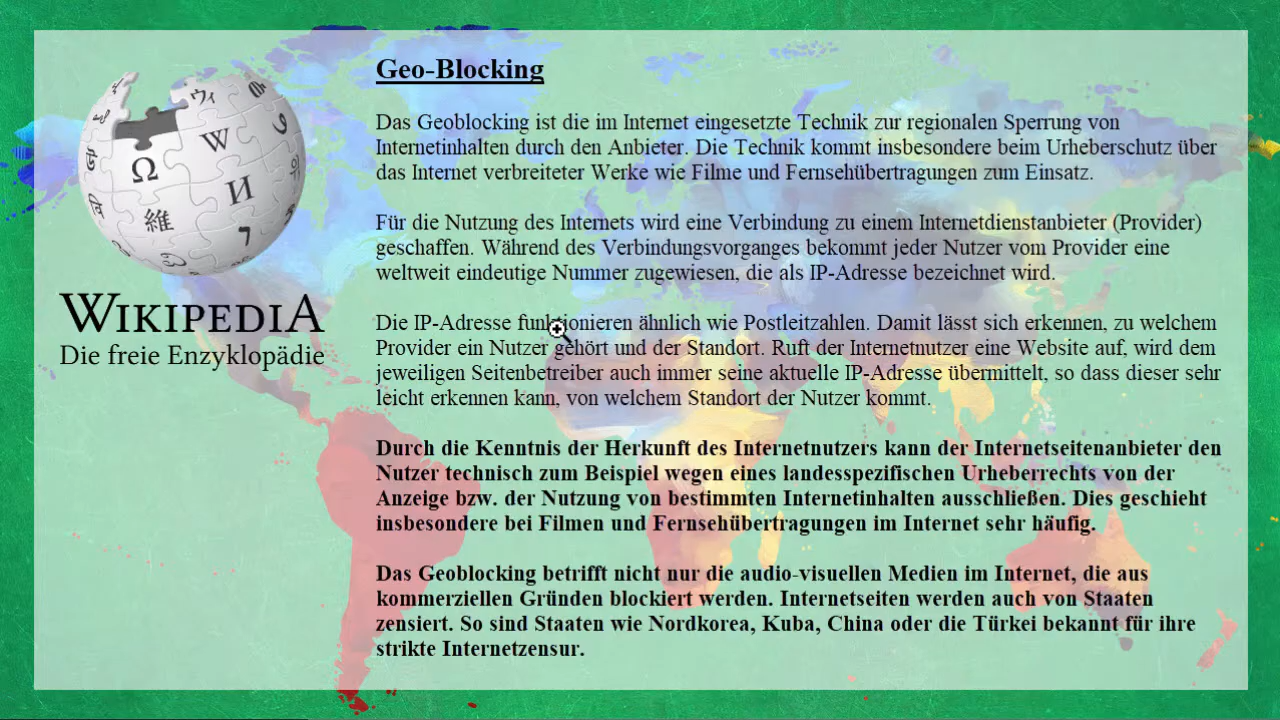 Geo-Blocking
Das Geoblocking ist die im Internet eingesetzte Technik zur regionalen Sperrung von
Internetinhalten durch den Anbieter. Die Technik kommt insbesondere beim Urheberschutz über
das Internet verbreiteter Werke wie Filme und Fernsehübertragungen zum Einsatz.
Für die Nutzung des Internets wird eine Verbindung zu einem Internetdienstanbieter (Provider)
geschaffen. Während des Verbindungsvorganges bekommt jeder Nutzer vom Provider eine
weltweit eindeutige Nummer zugewiesen, die als IP-Adresse bezeichnet wird.
Die IP-Adresse funktionieren ähnlich wie Postleitzahlen. Damit lässt sich erkennen, zu welchem
Provider ein Nutzer gehört und der Standort. Ruft der Internetnutzer eine Website auf, wird dem
jeweiligen Seitenbetreiber auch immer seine aktuelle IP-Adresse übermittelt, so dass dieser sehr
leicht erkennen kann, von welchem Standort der Nutzer kommt.
Durch die Kenntnis der Herkunft des Internetnutzers kann der Internetseitenanbieter den
Nutzer technisch zum Beispiel wegen eines landesspezifischen Urheberrechts von der
Anzeige bzw. der Nutzung von bestimmten Internetinhalten ausschließen. Dies geschieht
insbesondere bei Filmen und Fernsehübertragungen im Internet sehr häufig.
Das Geoblocking betrifft nicht nur die audio-visuellen Medien im Internet, die aus
kommerziellen Gründen blockiert werden. Internetseiten werden auch von Staaten
zensiert. So sind Staaten wie Nordkorea, Kuba, China oder die Türkei bekannt für ihre
strikte Internetzensur.
Ω
W
И
維
ウィ
WIKIPEDIA
Die freie Enzyklopädie